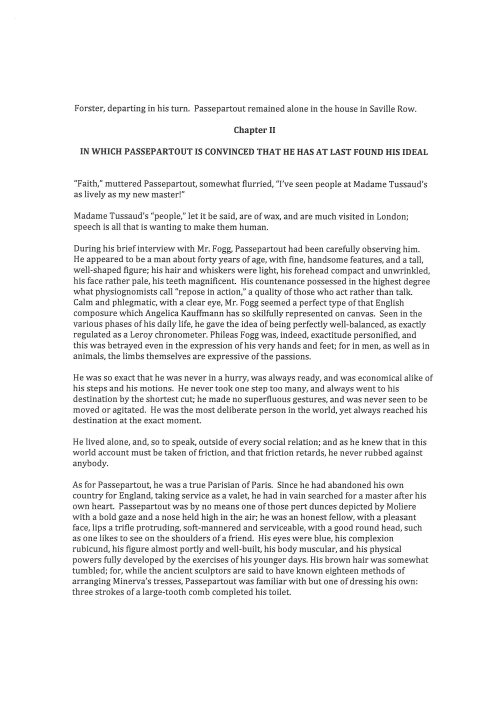 Forster, departing in his turn.  Passepartout remained alone in the house in Saville Row.
Chapter II
IN WHICH PASSEPARTOUT IS CONVINCED THAT HE HAS AT LAST FOUND HIS IDEAL
“Faith,” muttered Passepartout, somewhat flurried, “I’ve seen people at Madame Tussaud’s
as lively as my new master!”
Madame Tussaud’s “people,” let it be said, are of wax, and are much visited in London;
speech is all that is wanting to make them human.
During his brief interview with Mr. Fogg, Passepartout had been carefully observing him.
He appeared to be a man about forty years of age, with fine, handsome features, and a tall,
well-shaped figure; his hair and whiskers were light, his forehead compact and unwrinkled,
his face rather pale, his teeth magnificent.  His countenance possessed in the highest degree
what physiognomists call “repose in action,” a quality of those who act rather than talk.
Calm and phlegmatic, with a clear eye, Mr. Fogg seemed a perfect type of that English
composure which Angelica Kauffmann has so skilfully represented on canvas.  Seen in the
various phases of his daily life, he gave the idea of being perfectly well-balanced, as exactly
regulated as a Leroy chronometer. Phileas Fogg was, indeed, exactitude personified, and
this was betrayed even in the expression of his very hands and feet; for in men, as well as in
animals, the limbs themselves are expressive of the passions.
He was so exact that he was never in a hurry, was always ready, and was economical alike of
his steps and his motions.  He never took one step too many, and always went to his
destination by the shortest cut; he made no superfluous gestures, and was never seen to be
moved or agitated.  He was the most deliberate person in the world, yet always reached his
destination at the exact moment.
He lived alone, and, so to speak, outside of every social relation; and as he knew that in this
world account must be taken of friction, and that friction retards, he never rubbed against
anybody.
As for Passepartout, he was a true Parisian of Paris.  Since he had abandoned his own
country for England, taking service as a valet, he had in vain searched for a master after his
own heart.  Passepartout was by no means one of those pert dunces depicted by Moliere
with a bold gaze and a nose held high in the air; he was an honest fellow, with a pleasant
face, lips a trifle protruding, soft-mannered and serviceable, with a good round head, such
as one likes to see on the shoulders of a friend.  His eyes were blue, his complexion
rubicund, his figure almost portly and well-built, his body muscular, and his physical
powers fully developed by the exercises of his younger days. His brown hair was somewhat
tumbled; for, while the ancient sculptors are said to have known eighteen methods of
arranging Minerva’s tresses, Passepartout was familiar with but one of dressing his own:
three strokes of a large-tooth comb completed his toilet.